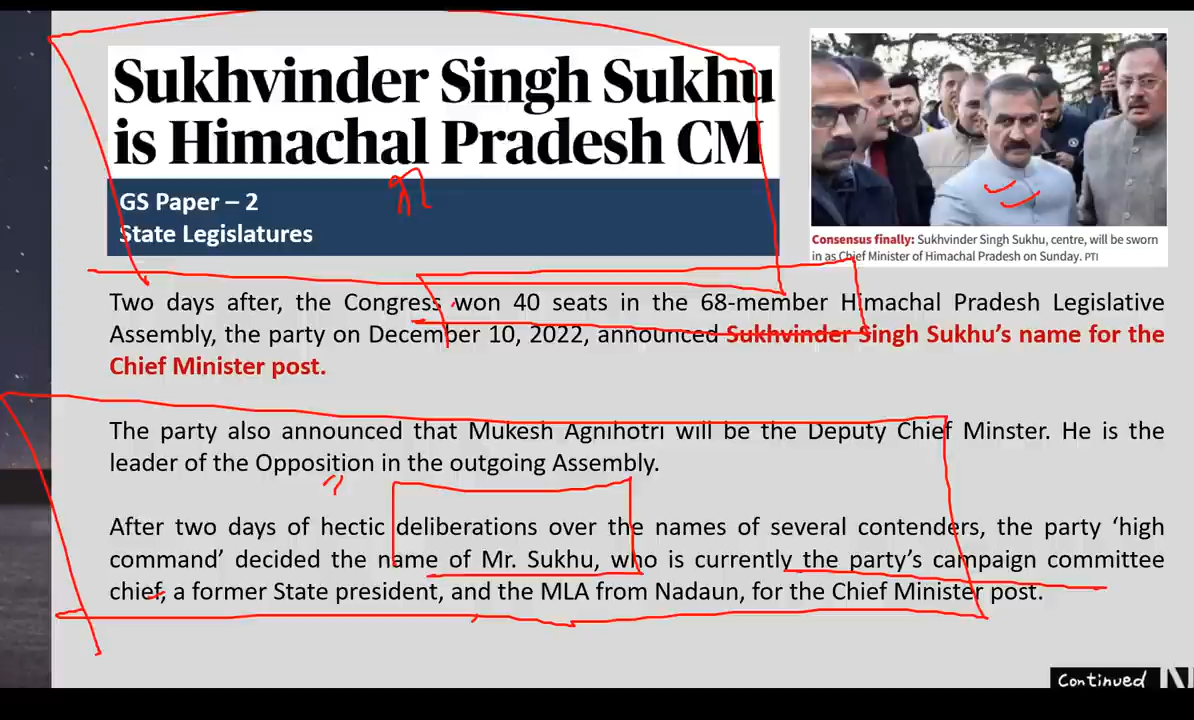 Sukhvinder Singh Sukhu
is Himachal Pradesh CM
GS Paper – 2
State Legislatures
Consensus finally: Sukhvinder Singh Sukhu, centre, will be sworn
in as Chief Minister of Himachal Pradesh on Sunday. PTI
Two days after, the Congress won 40 seats in the 68-member Himachal Pradesh Legislative
Assembly, the party on December 10, 2022, announced Sukhvinder Singh Sukhu’s name for the
Chief Minister post.
The party also announced that Mukesh Agnihotri will be the Deputy Chief Minster. He is the
leader of the Opposition in the outgoing Assembly.
After two days of hectic deliberations over the names of several contenders, the party ‘high
command’ decided the name of Mr. Sukhu, who is currently the party’s campaign committee
chief, a former State president, and the MLA from Nadaun, for the Chief Minister post.
Continued